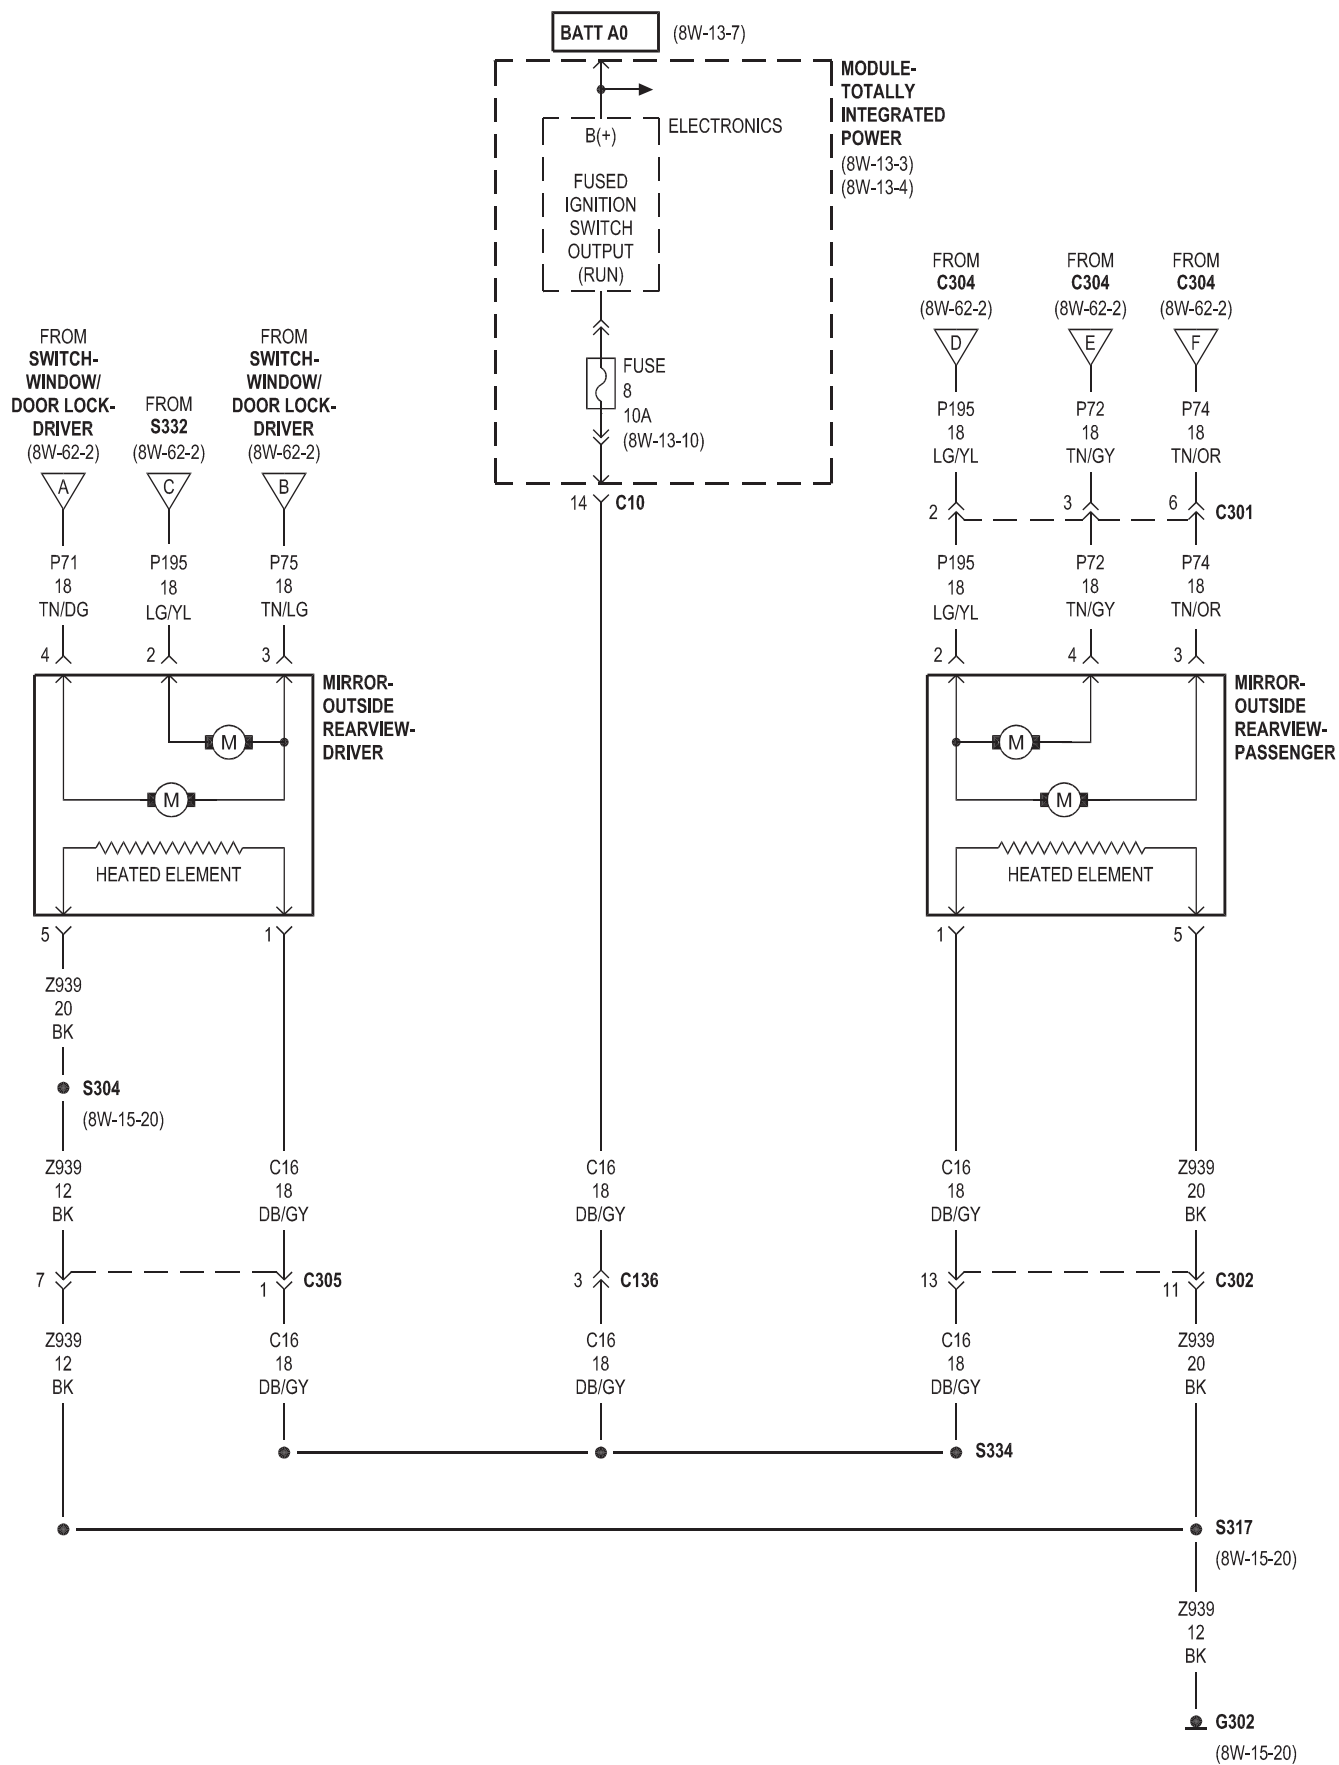 BATT A0 (8W-13-7)
MODULE-
TOTALLY
INTEGRATED
POWER
(8W-13-3)
(8W-13-4)
ELECTRONICS
B(+)
FUSED
IGNITION
SWITCH
OUTPUT
(RUN)
FUSE
8
10A
(8W-13-10)
14 C10
FROM
SWITCH-
WINDOW/
DOOR LOCK-
DRIVER
(8W-62-2)
A
FROM
S332
(8W-62-2)
C
FROM
SWITCH-
WINDOW/
DOOR LOCK-
DRIVER
(8W-62-2)
B
FROM
C304
(8W-62-2)
D
FROM
C304
(8W-62-2)
E
FROM
C304
(8W-62-2)
F
P195
18
LG/YL
P72
18
TN/GY
P74
18
TN/OR
2 3 6 C301
P71
18
TN/DG
P195
18
LG/YL
P75
18
TN/LG
P195
18
LG/YL
P72
18
TN/GY
P74
18
TN/OR
4 2 3
2 4 3
MIRROR-
OUTSIDE
REARVIEW-
DRIVER
M
M
HEATED ELEMENT
MIRROR-
OUTSIDE
REARVIEW-
PASSENGER
M
M
HEATED ELEMENT
5 1
1 5
Z939
20
BK
S304
(8W-15-20)
Z939
12
BK
C16
18
DB/GY
C16
18
DB/GY
C16
18
DB/GY
Z939
20
BK
7 1 C305
3 C136
13 11 C302
Z939
12
BK
C16
18
DB/GY
C16
18
DB/GY
C16
18
DB/GY
Z939
20
BK
S334
S317
(8W-15-20)
Z939
12
BK
G302
(8W-15-20)